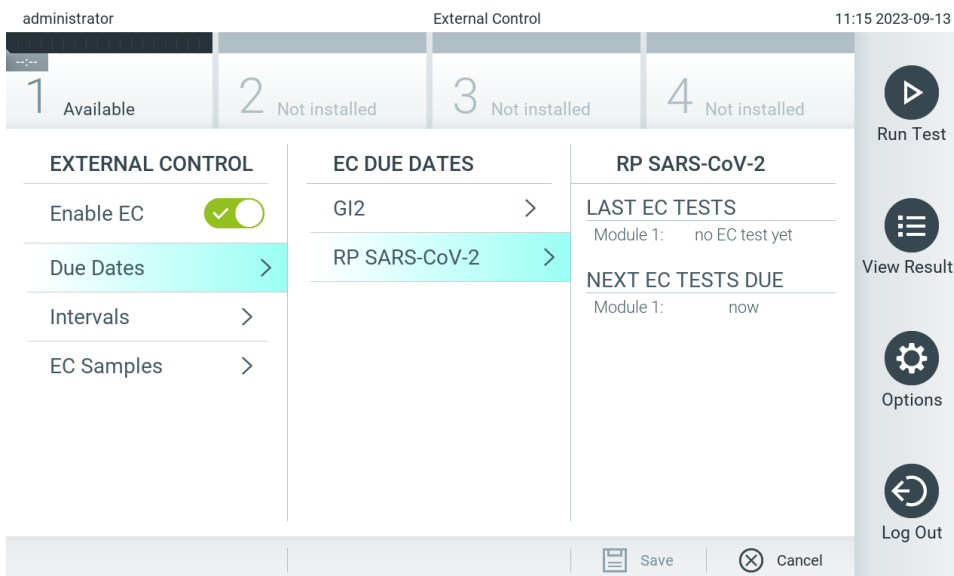 administrator
External Control
11:15 2023-09-13
--:--
1 Available
2 Not installed
3 Not installed
4 Not installed
Run Test
View Result
Options
Log Out
EXTERNAL CONTROL
Enable EC
Due Dates
Intervals
EC Samples
EC DUE DATES
GI2
RP SARS-CoV-2
RP SARS-CoV-2
LAST EC TESTS
Module 1: no EC test yet
NEXT EC TESTS DUE
Module 1: now
Save
Cancel